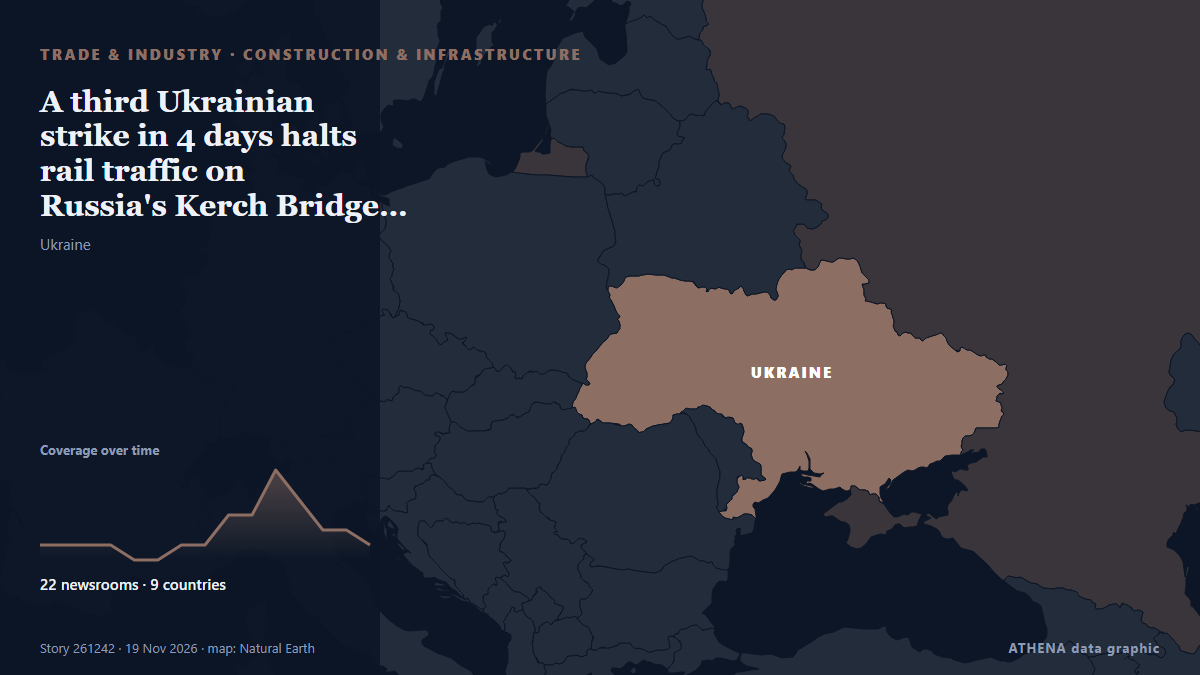 TRADE & INDUSTRY · CONSTRUCTION & INFRASTRUCTURE
A third Ukrainian
strike in 4 days halts
rail traffic on
Russia's Kerch Bridge...
Ukraine
UKRAINE
Coverage over time
22 newsrooms · 9 countries
Story 261242 · 19 Nov 2026 · map: Natural Earth
ATHENA data graphic